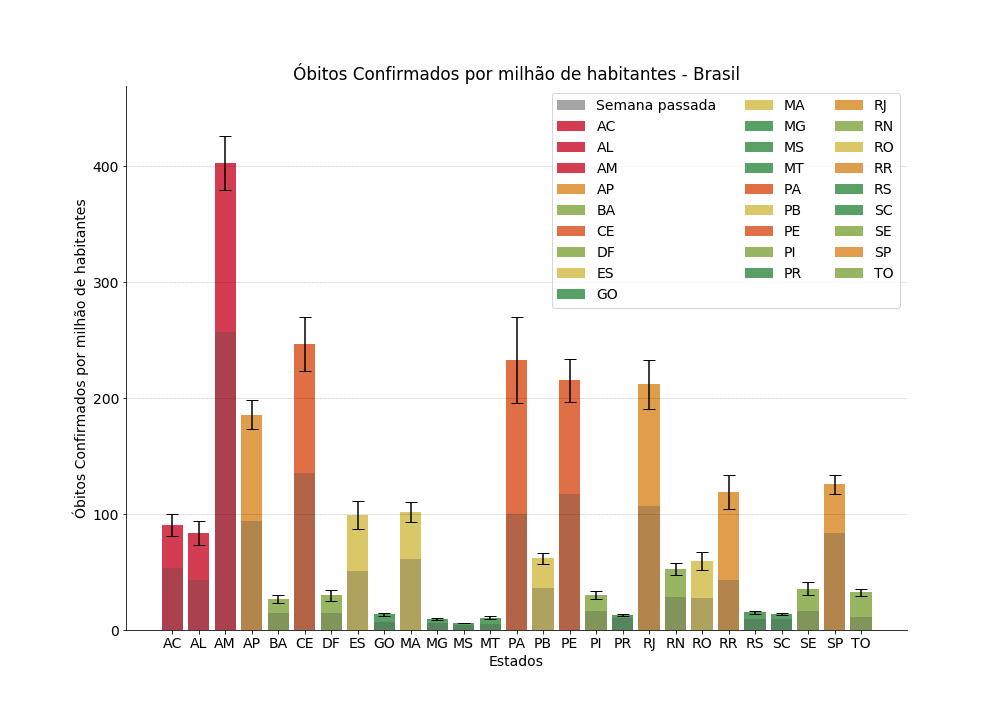 Óbitos Confirmados por milhão de habitantes - Brasil
Semana passada
AC
AL
AM
AP
BA
CE
DF
ES
GO
MA
MG
MS
MT
PA
PB
PE
PI
PR
RJ
RN
RO
RR
RS
SC
SE
SP
TO
Óbitos Confirmados por milhão de habitantes
400
300
200
100
0
AC AL AM AP BA CE DF ES GO MA MG MS MT PA PB PE PI PR RJ RN RO RR RS SC SE SP TO
Estados